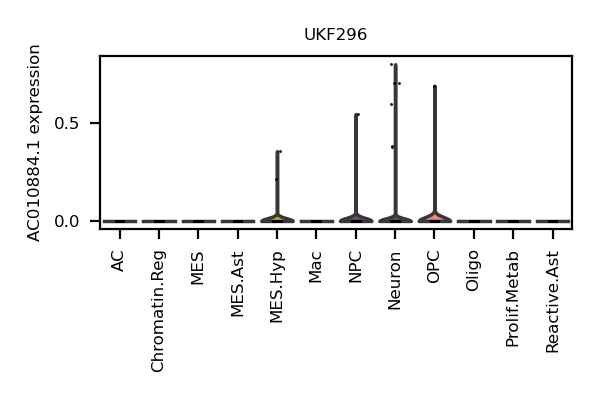 UKF296
AC010884.1 expression
0.5
0.0
AC
Chromatin.Reg
MES
MES.Ast
MES.Hyp
Mac
NPC
Neuron
OPC
Oligo
Prolif.Metab
Reactive.Ast